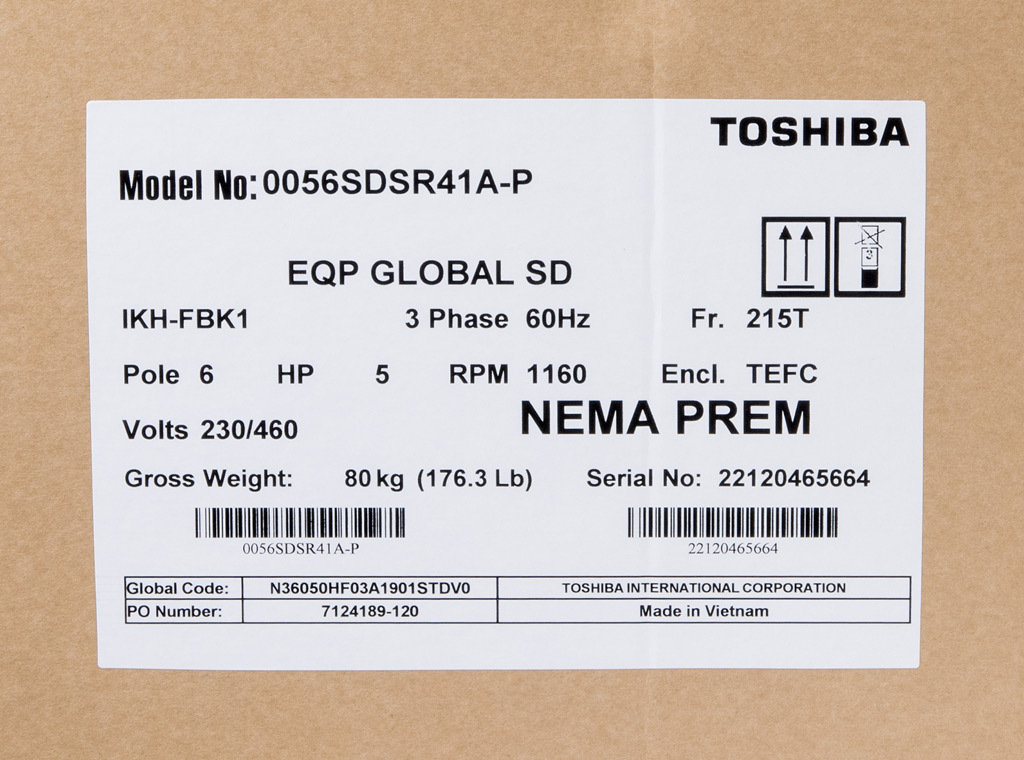 TOSHIBA
Model No: 0056SDSR41A-P
EQP GLOBAL SD
IKH-FBK1 3 Phase 60Hz Fr. 215T
Pole 6 HP 5 RPM 1160 Encl. TEFC
Volts 230/460 NEMA PREM
Gross Weight: 80 kg (176.3 Lb) Serial No: 22120465664
0056SDSR41A-P 22120465664
Global Code: N36050HF03A1901STDV0 TOSHIBA INTERNATIONAL CORPORATION
PO Number: 7124189-120 Made in Vietnam